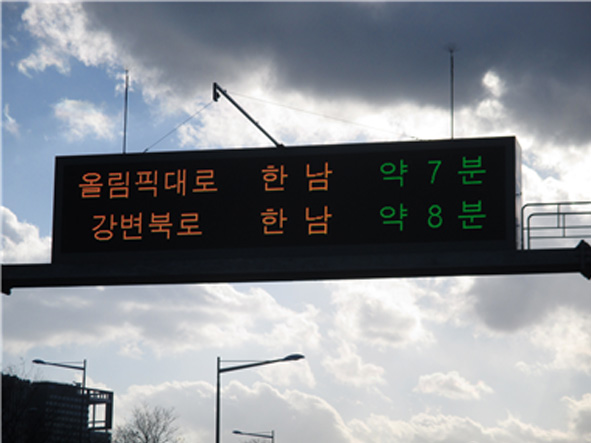 올림픽대로 한남 약 7분
강변북로 한남 약 8분